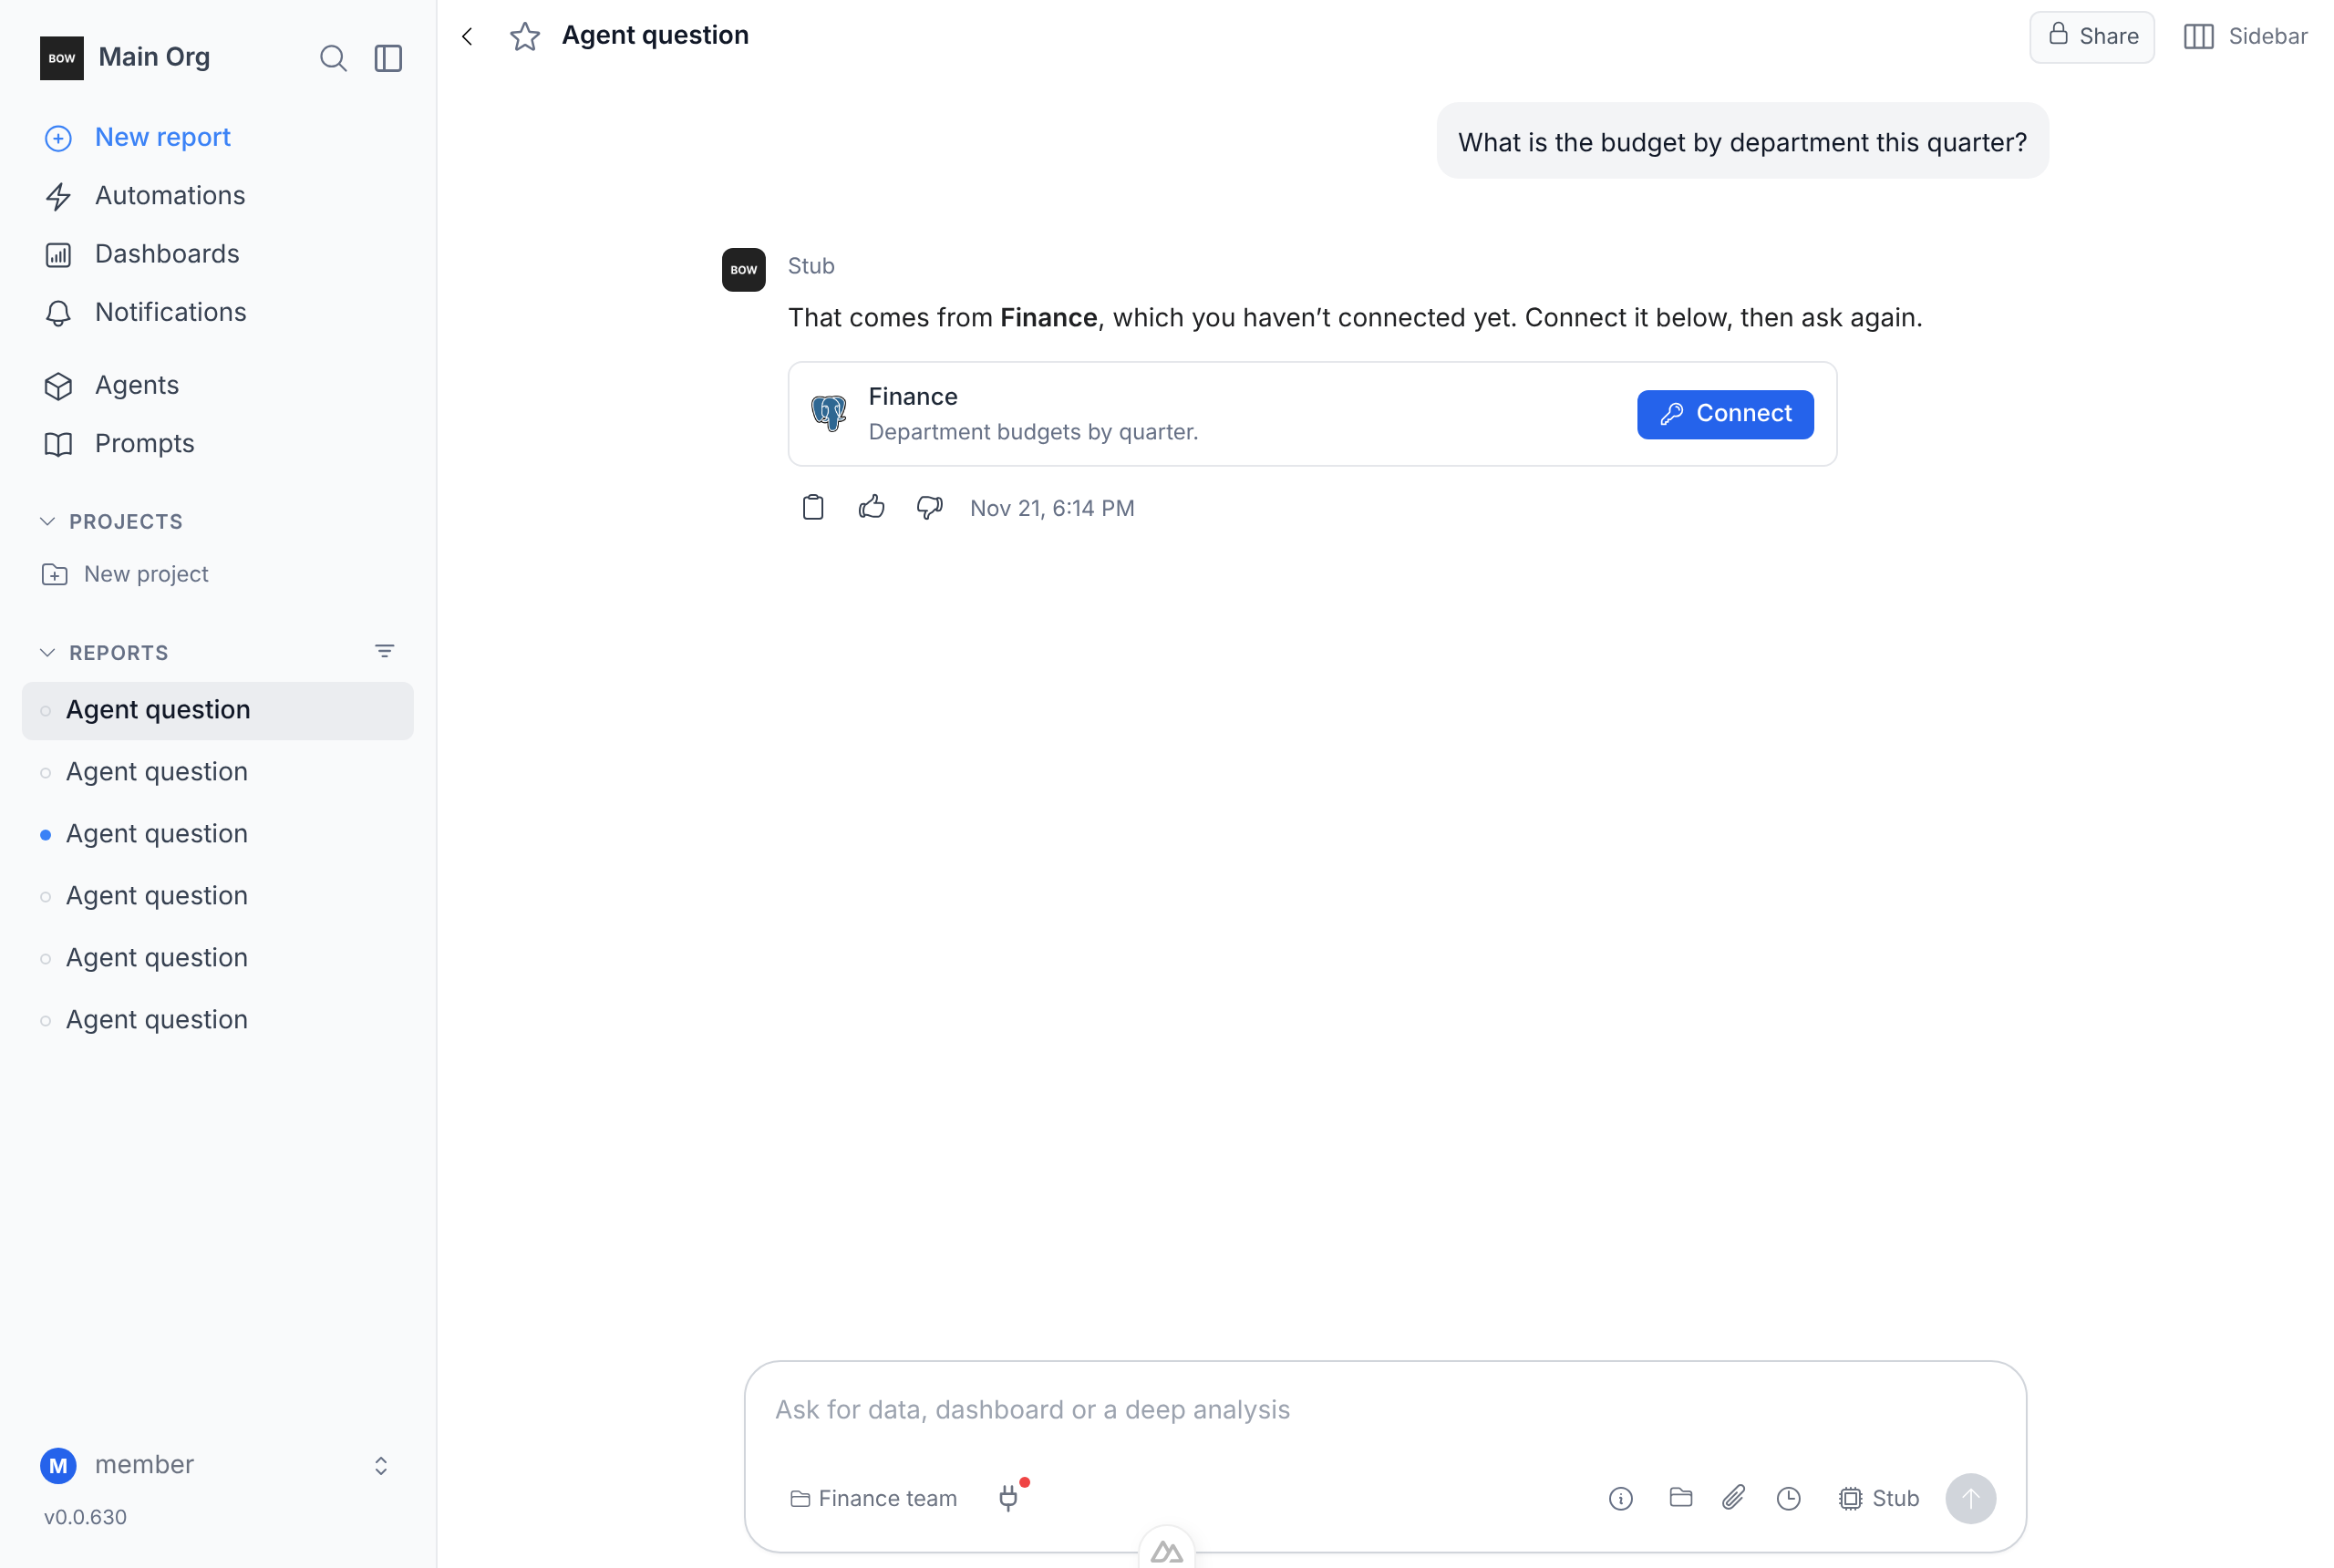 BOW Main Org
New report
Automations
Dashboards
Notifications
Agents
Prompts
PROJECTS
New project
REPORTS
Agent question
Agent question
Agent question
Agent question
Agent question
Agent question
M member
v0.0.630
Agent question
Share
Sidebar
What is the budget by department this quarter?
BOW Stub
That comes from Finance, which you haven’t connected yet. Connect it below, then ask again.
Finance
Department budgets by quarter.
Connect
Nov 21, 6:14 PM
Ask for data, dashboard or a deep analysis
Finance team
Stub